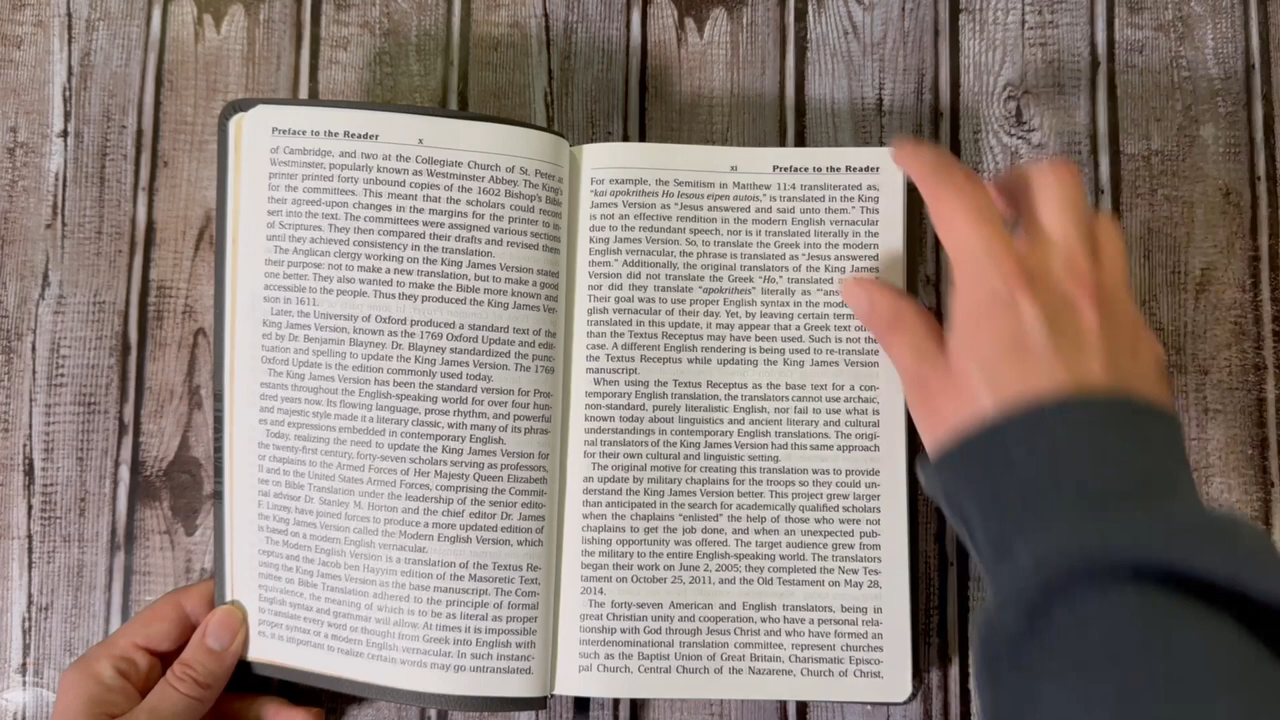 Preface to the Reader
x
of Cambridge, and two at the Collegiate Church of St. Peter at
Westminster, popularly known as Westminster Abbey. The King's
printer printed forty unbound copies of the 1602 Bishop's Bible
for the committees. This meant that the scholars could record
their agreed-upon changes in the margins for the printer to in-
sert into the text. The committees were assigned various sections
of Scriptures. They then compared their drafts and revised them
until they achieved consistency in the translation.
The Anglican clergy working on the King James Version stated
their purpose: not to make a new translation, but to make a good
one better. They also wanted to make the Bible more known and
accessible to the people. Thus they produced the King James Ver-
sion in 1611.
Later, the University of Oxford produced a standard text of the
King James Version, known as the 1769 Oxford Update and edit-
ed by Dr. Benjamin Blayney. Dr. Blayney standardized the punc-
tuation and spelling to update the King James Version. The 1769
Oxford Update is the edition commonly used today.
The King James Version has been the standard version for Prot-
estants throughout the English-speaking world for over four hun-
dred years now. Its flowing language, prose rhythm, and powerful
and majestic style made it a literary classic, with many of its phras-
es and expressions embedded in contemporary English.
Today, realizing the need to update the King James Version for
the twenty-first century, forty-seven scholars serving as professors,
or chaplains to the Armed Forces of Her Majesty Queen Elizabeth
II and to the United States Armed Forces, comprising the Commit-
tee on Bible Translation under the leadership of the senior edito-
rial advisor Dr. Stanley M. Horton and the chief editor Dr. James
F. Linzey, have joined forces to produce a more updated edition of
the King James Version called the Modern English Version, which
is based on a modern English vernacular.
The Modern English Version is a translation of the Textus Re-
ceptus and the Jacob ben Hayyim edition of the Masoretic Text,
using the King James Version as the base manuscript. The Com-
mittee on Bible Translation adhered to the principle of formal
equivalence, the meaning of which is to be as literal as proper
English syntax and grammar will allow. At times it is impossible
to translate every word or thought from Greek into English with
proper syntax or a modern English vernacular. In such instanc-
es, it is important to realize certain words may go untranslated.
xi
Preface to the Reader
For example, the Semitism in Matthew 11:4 transliterated as,
"kai apokritheis Ho Iesous eipen autois," is translated in the King
James Version as "Jesus answered and said unto them." This
is not an effective rendition in the modern English vernacular
due to the redundant speech, nor is it translated literally in the
King James Version. So, to translate the Greek into the modern
English vernacular, the phrase is translated as "Jesus answered
them." Additionally, the original translators of the King James
Version did not translate the Greek "Ho," translated
nor did they translate "apokritheis" literally as
Their goal was to use proper English syntax in the
glish vernacular of their day. Yet, by leaving certain
translated in this update, it may appear that a Greek text
than the Textus Receptus may have been used. Such is not the
case. A different English rendering is being used to re-translate
the Textus Receptus while updating the King James Version
manuscript.
When using the Textus Receptus as the base text for a con-
temporary English translation, the translators cannot use archaic,
non-standard, purely literalistic English, nor fail to use what is
known today about linguistics and ancient literary and cultural
understandings in contemporary English translations. The origi-
nal translators of the King James Version had this same approach
for their own cultural and linguistic setting.
The original motive for creating this translation was to provide
an update by military chaplains for the troops so they could un-
derstand the King James Version better. This project grew larger
than anticipated in the search for academically qualified scholars
when the chaplains "enlisted" the help of those who were not
chaplains to get the job done, and when an unexpected pub-
lishing opportunity was offered. The target audience grew from
the military to the entire English-speaking world. The translators
began their work on June 2, 2005; they completed the New Tes-
tament on October 25, 2011, and the Old Testament on May 28,
2014.
The forty-seven American and English translators, being in
great Christian unity and cooperation, who have a personal rela-
tionship with God through Jesus Christ and who have formed an
interdenominational translation committee, represent churches
such as the Baptist Union of Great Britain, Charismatic Episco-
pal Church, Central Church of the Nazarene, Church of Christ,